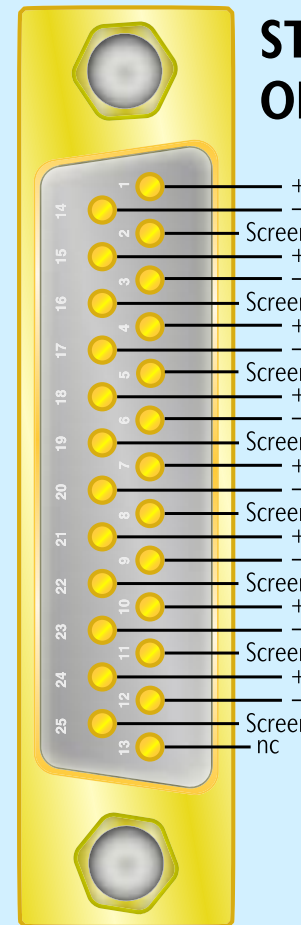 ST
1 +
14 –
2 Screen
15 +
3 –
16 Screen
4 +
17 –
5 Screen
18 +
6 –
19 Screen
7 +
20 –
8 Screen
21 +
9 –
22 Screen
10 +
23 –
11 Screen
24 +
12 –
25 Screen
13 nc